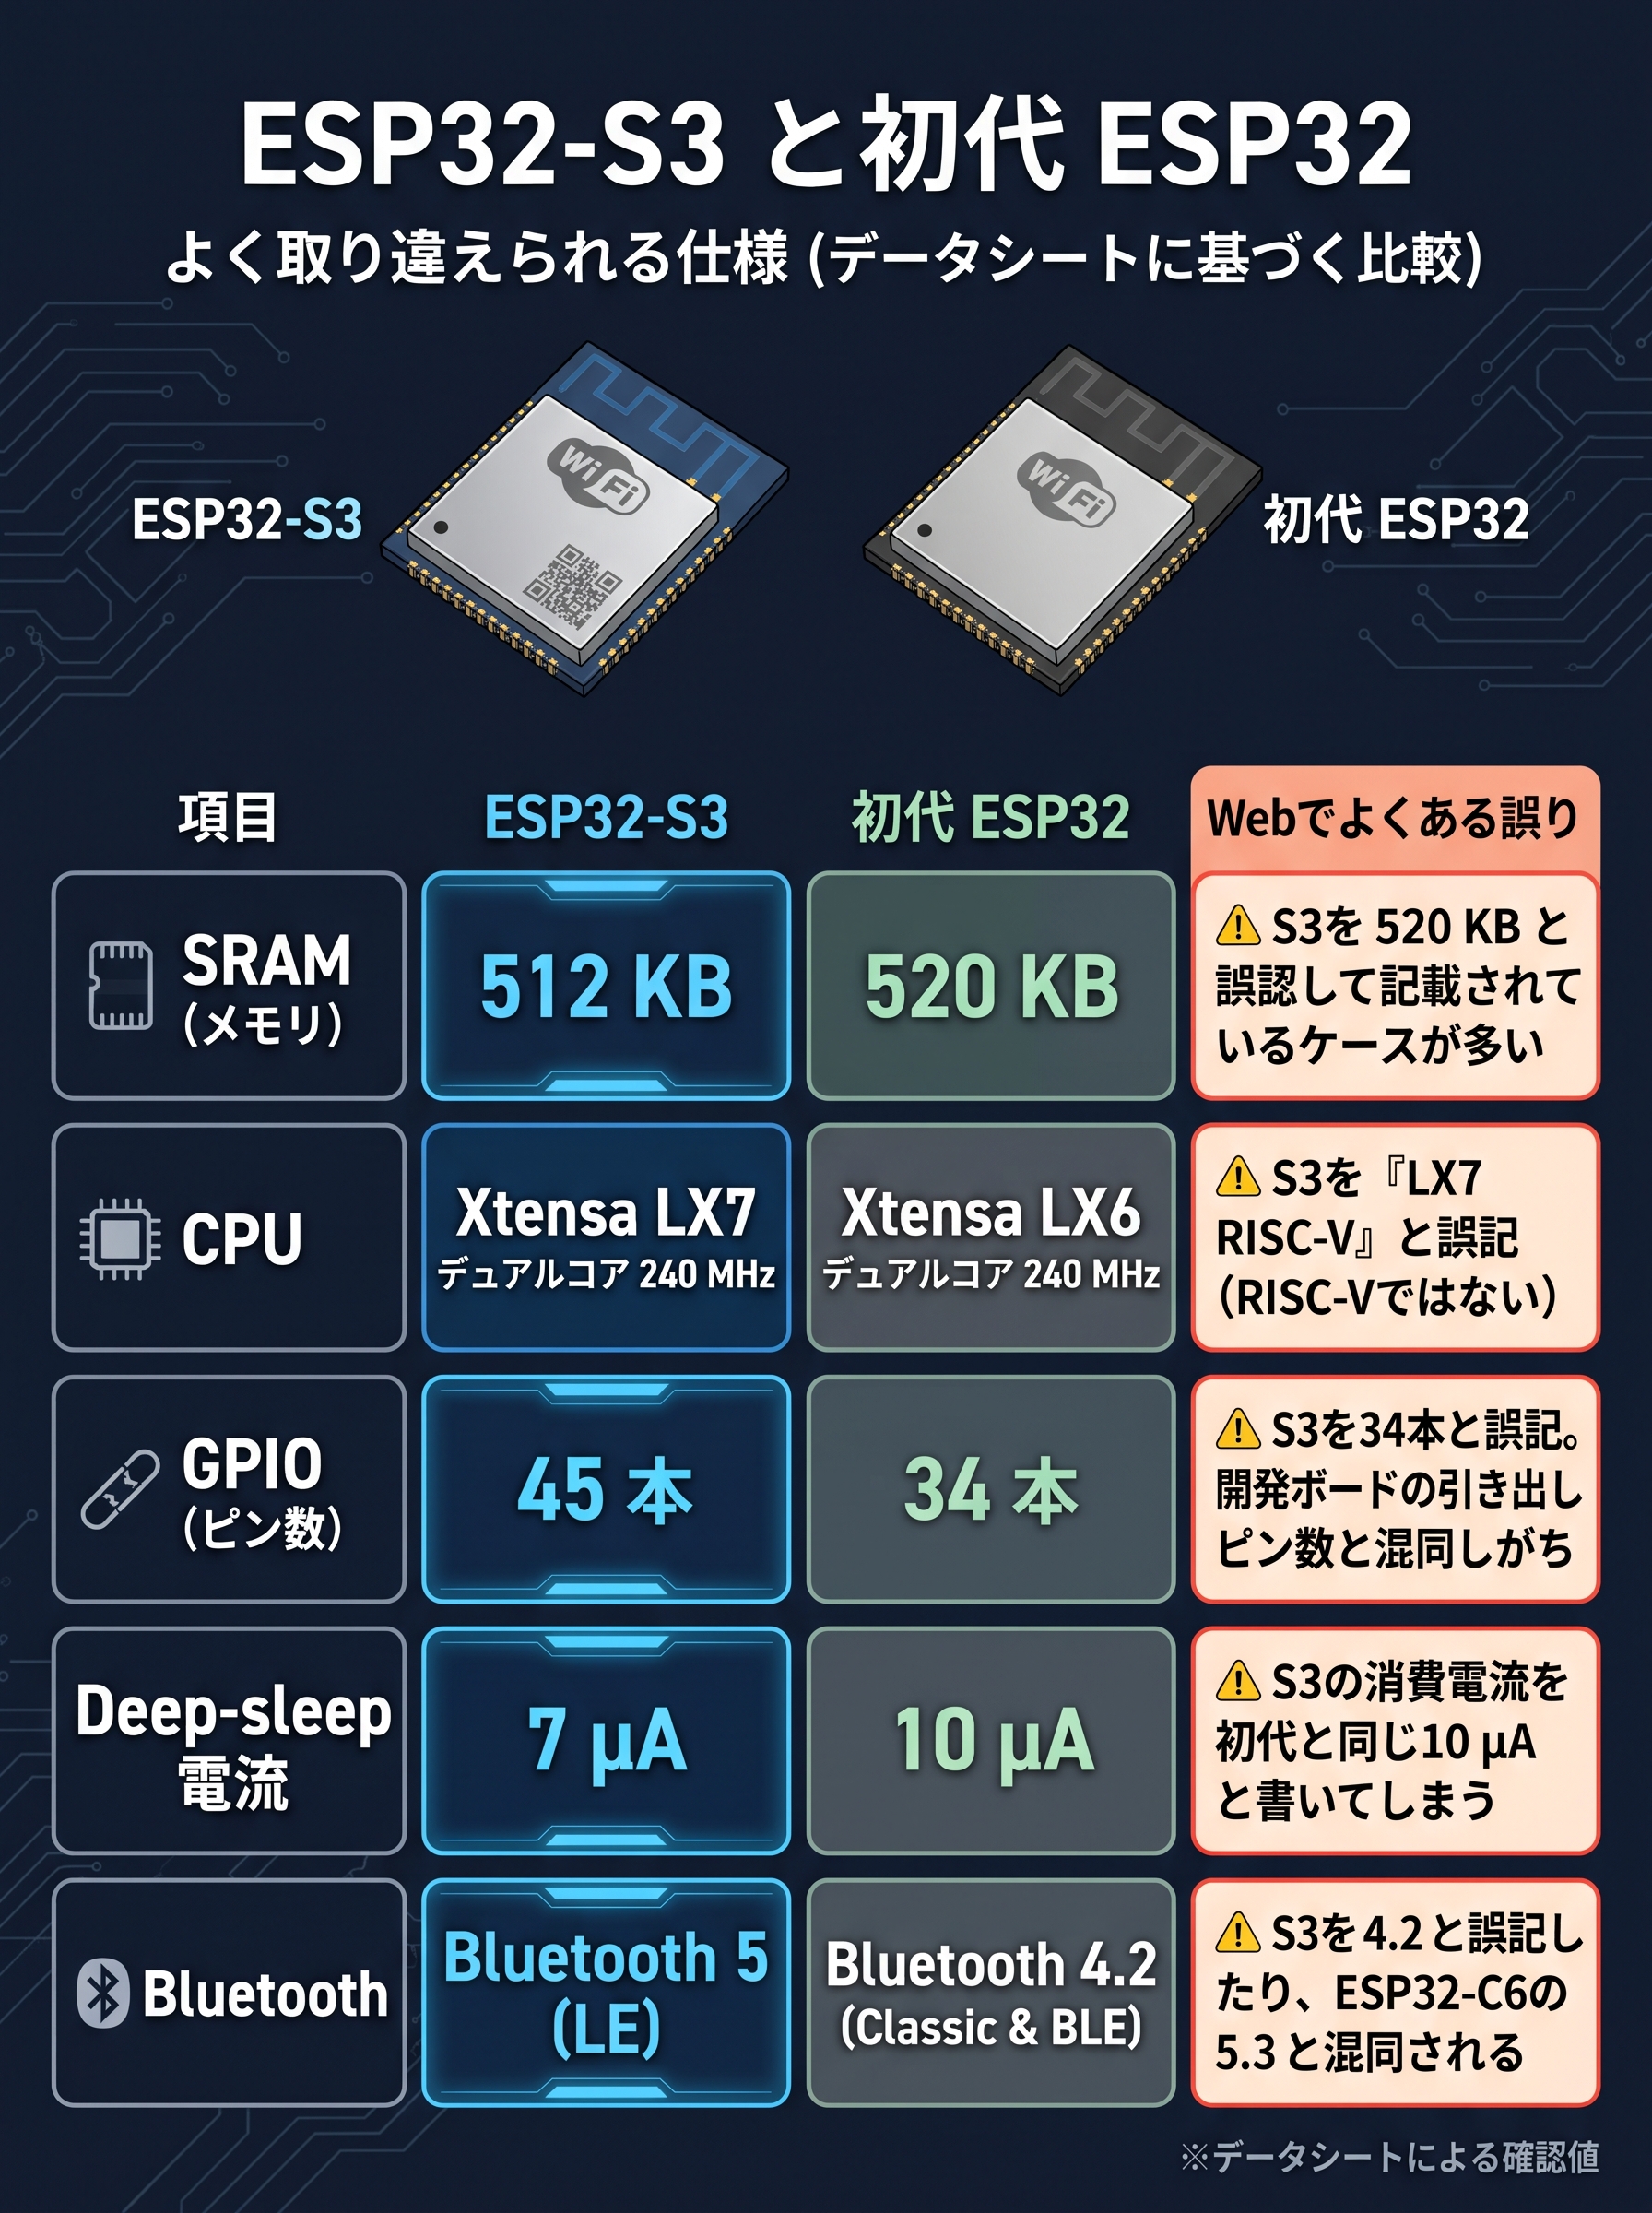 ESP32-S3 と初代 ESP32
よく取り違えられる仕様 (データシートに基づく比較)
WiFi
WiFi
ESP32-S3
初代 ESP32
項目
ESP32-S3
初代 ESP32
Webでよくある誤り
SRAM
(メモリ)
512 KB
520 KB
⚠ S3を 520 KB と
誤認して記載されて
いるケースが多い
CPU
Xtensa LX7
デュアルコア 240 MHz
Xtensa LX6
デュアルコア 240 MHz
⚠ S3を『LX7
RISC-V』と誤記
（RISC-Vではない）
GPIO
(ピン数)
45 本
34 本
⚠ S3を34本と誤記。
開発ボードの引き出し
ピン数と混同しがち
Deep-sleep
電流
7 µA
10 µA
⚠ S3の消費電流を
初代と同じ10 µA
と書いてしまう
Bluetooth
Bluetooth 5
(LE)
Bluetooth 4.2
(Classic & BLE)
⚠ S3を 4.2 と誤記し
たり、ESP32-C6の
5.3 と混同される
※データシートによる確認値